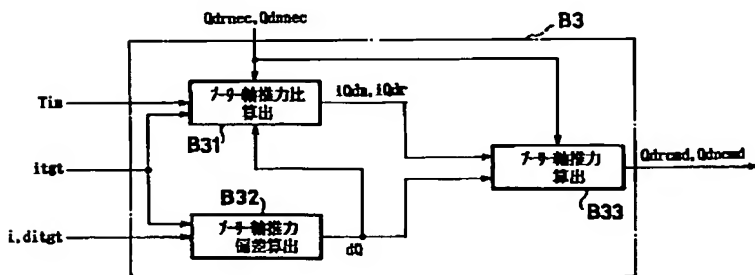 Qdrnec,Qdnnec
B3
Tin
プーリー軸推力比
算出
iQdn,iQdr
B31
itgt
プーリー軸推力
算出
Qdrcmd,Qdncmd
B33
B32
i,ditgt
プーリー軸推力
偏差算出
dQ